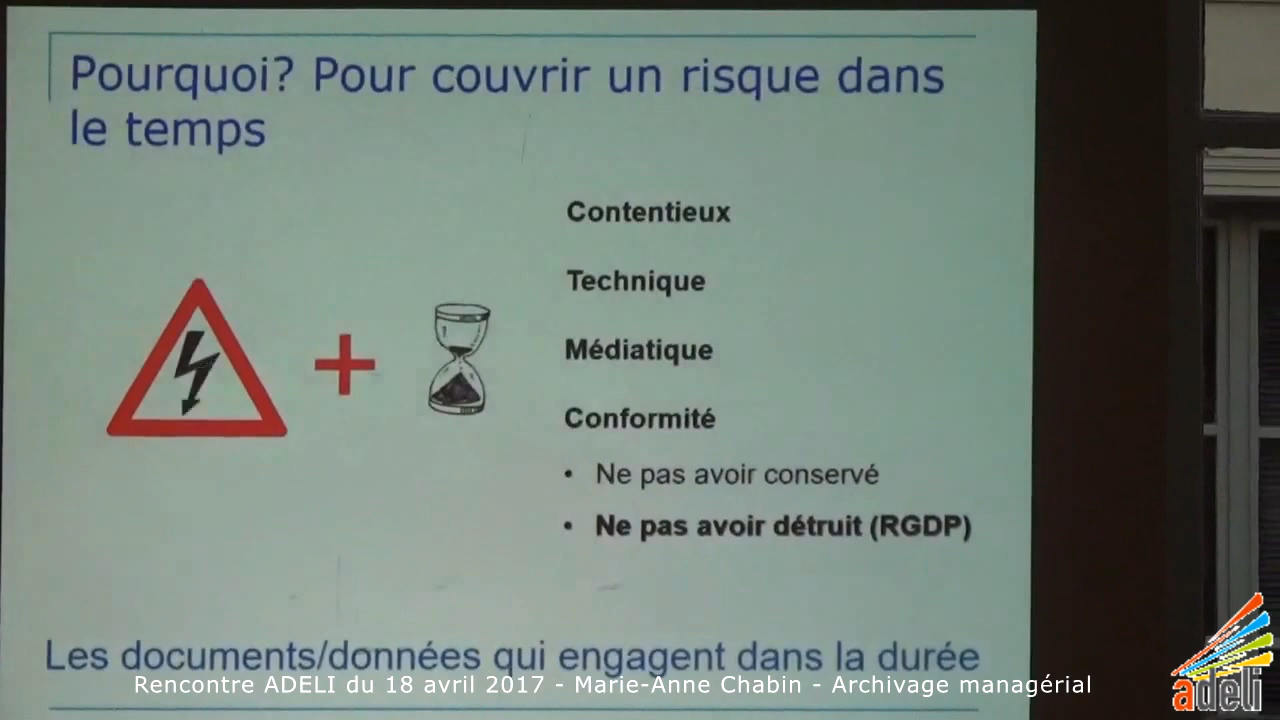 Pourquoi? Pour couvrir un risque dans
le temps
Contentieux
Technique
Médiatique
Conformité
• Ne pas avoir conservé
• Ne pas avoir détruit (RGDP)
Les documents/données qui engagent dans la durée
Rencontre ADELI du 18 avril 2017 - Marie-Anne Chabin - Archivage managérial
adeli